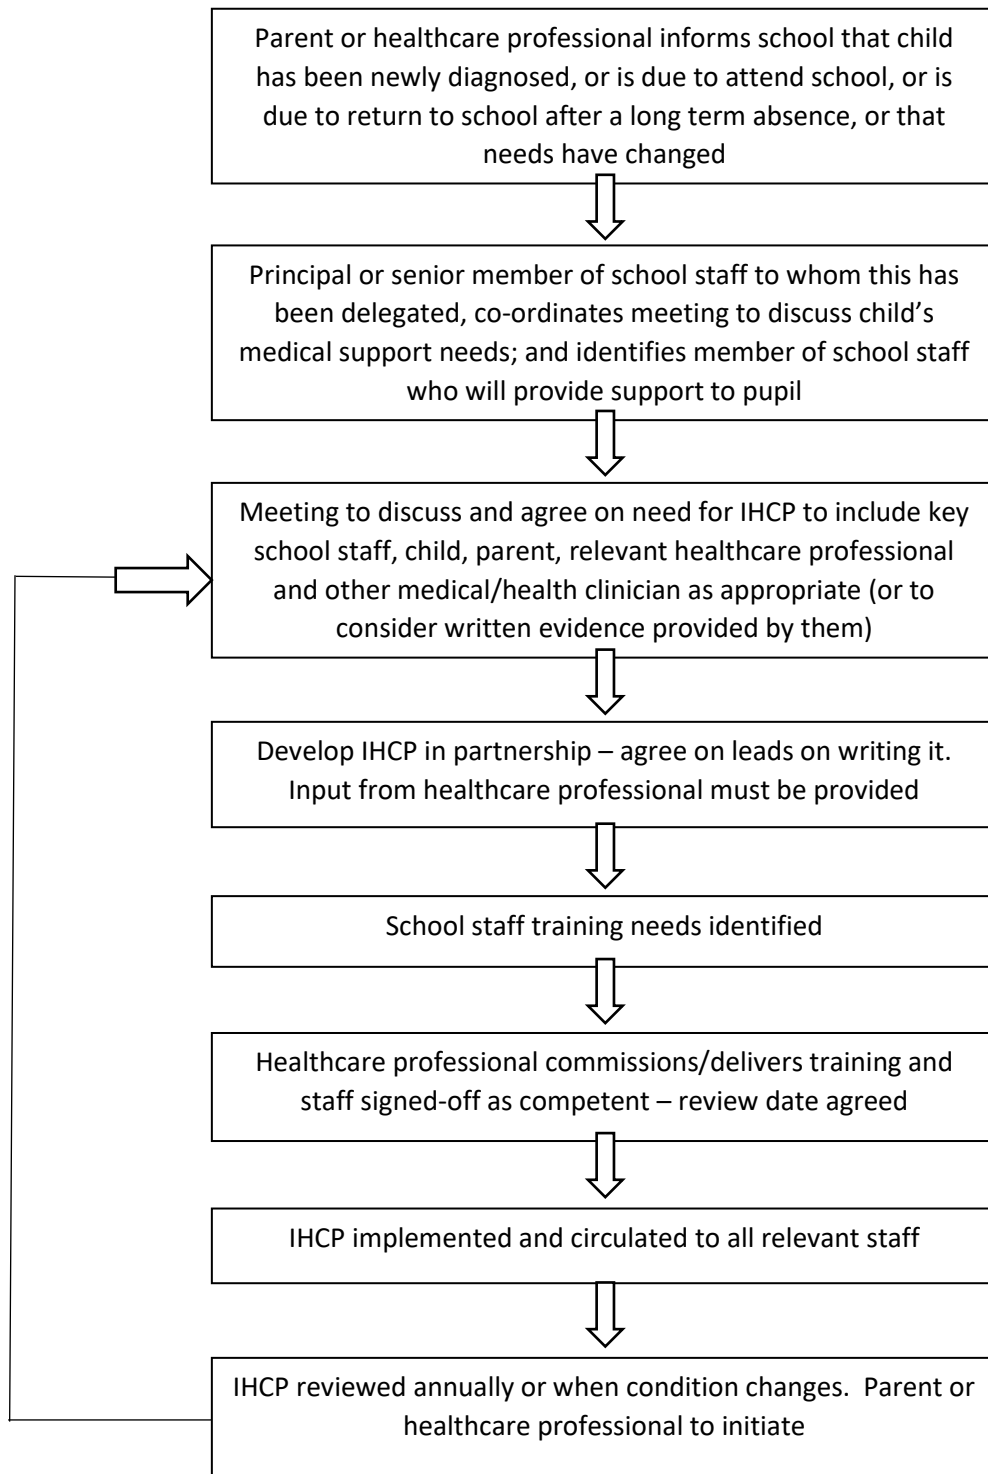 Parent or healthcare professional informs school that child
has been newly diagnosed, or is due to attend school, or is
due to return to school after a long term absence, or that
needs have changed
Principal or senior member of school staff to whom this has
been delegated, co-ordinates meeting to discuss child’s
medical support needs; and identifies member of school staff
who will provide support to pupil
Meeting to discuss and agree on need for IHCP to include key
school staff, child, parent, relevant healthcare professional
and other medical/health clinician as appropriate (or to
consider written evidence provided by them)
Develop IHCP in partnership – agree on leads on writing it.
Input from healthcare professional must be provided
School staff training needs identified
Healthcare professional commissions/delivers training and
staff signed-off as competent – review date agreed
IHCP implemented and circulated to all relevant staff
IHCP reviewed annually or when condition changes.  Parent or
healthcare professional to initiate